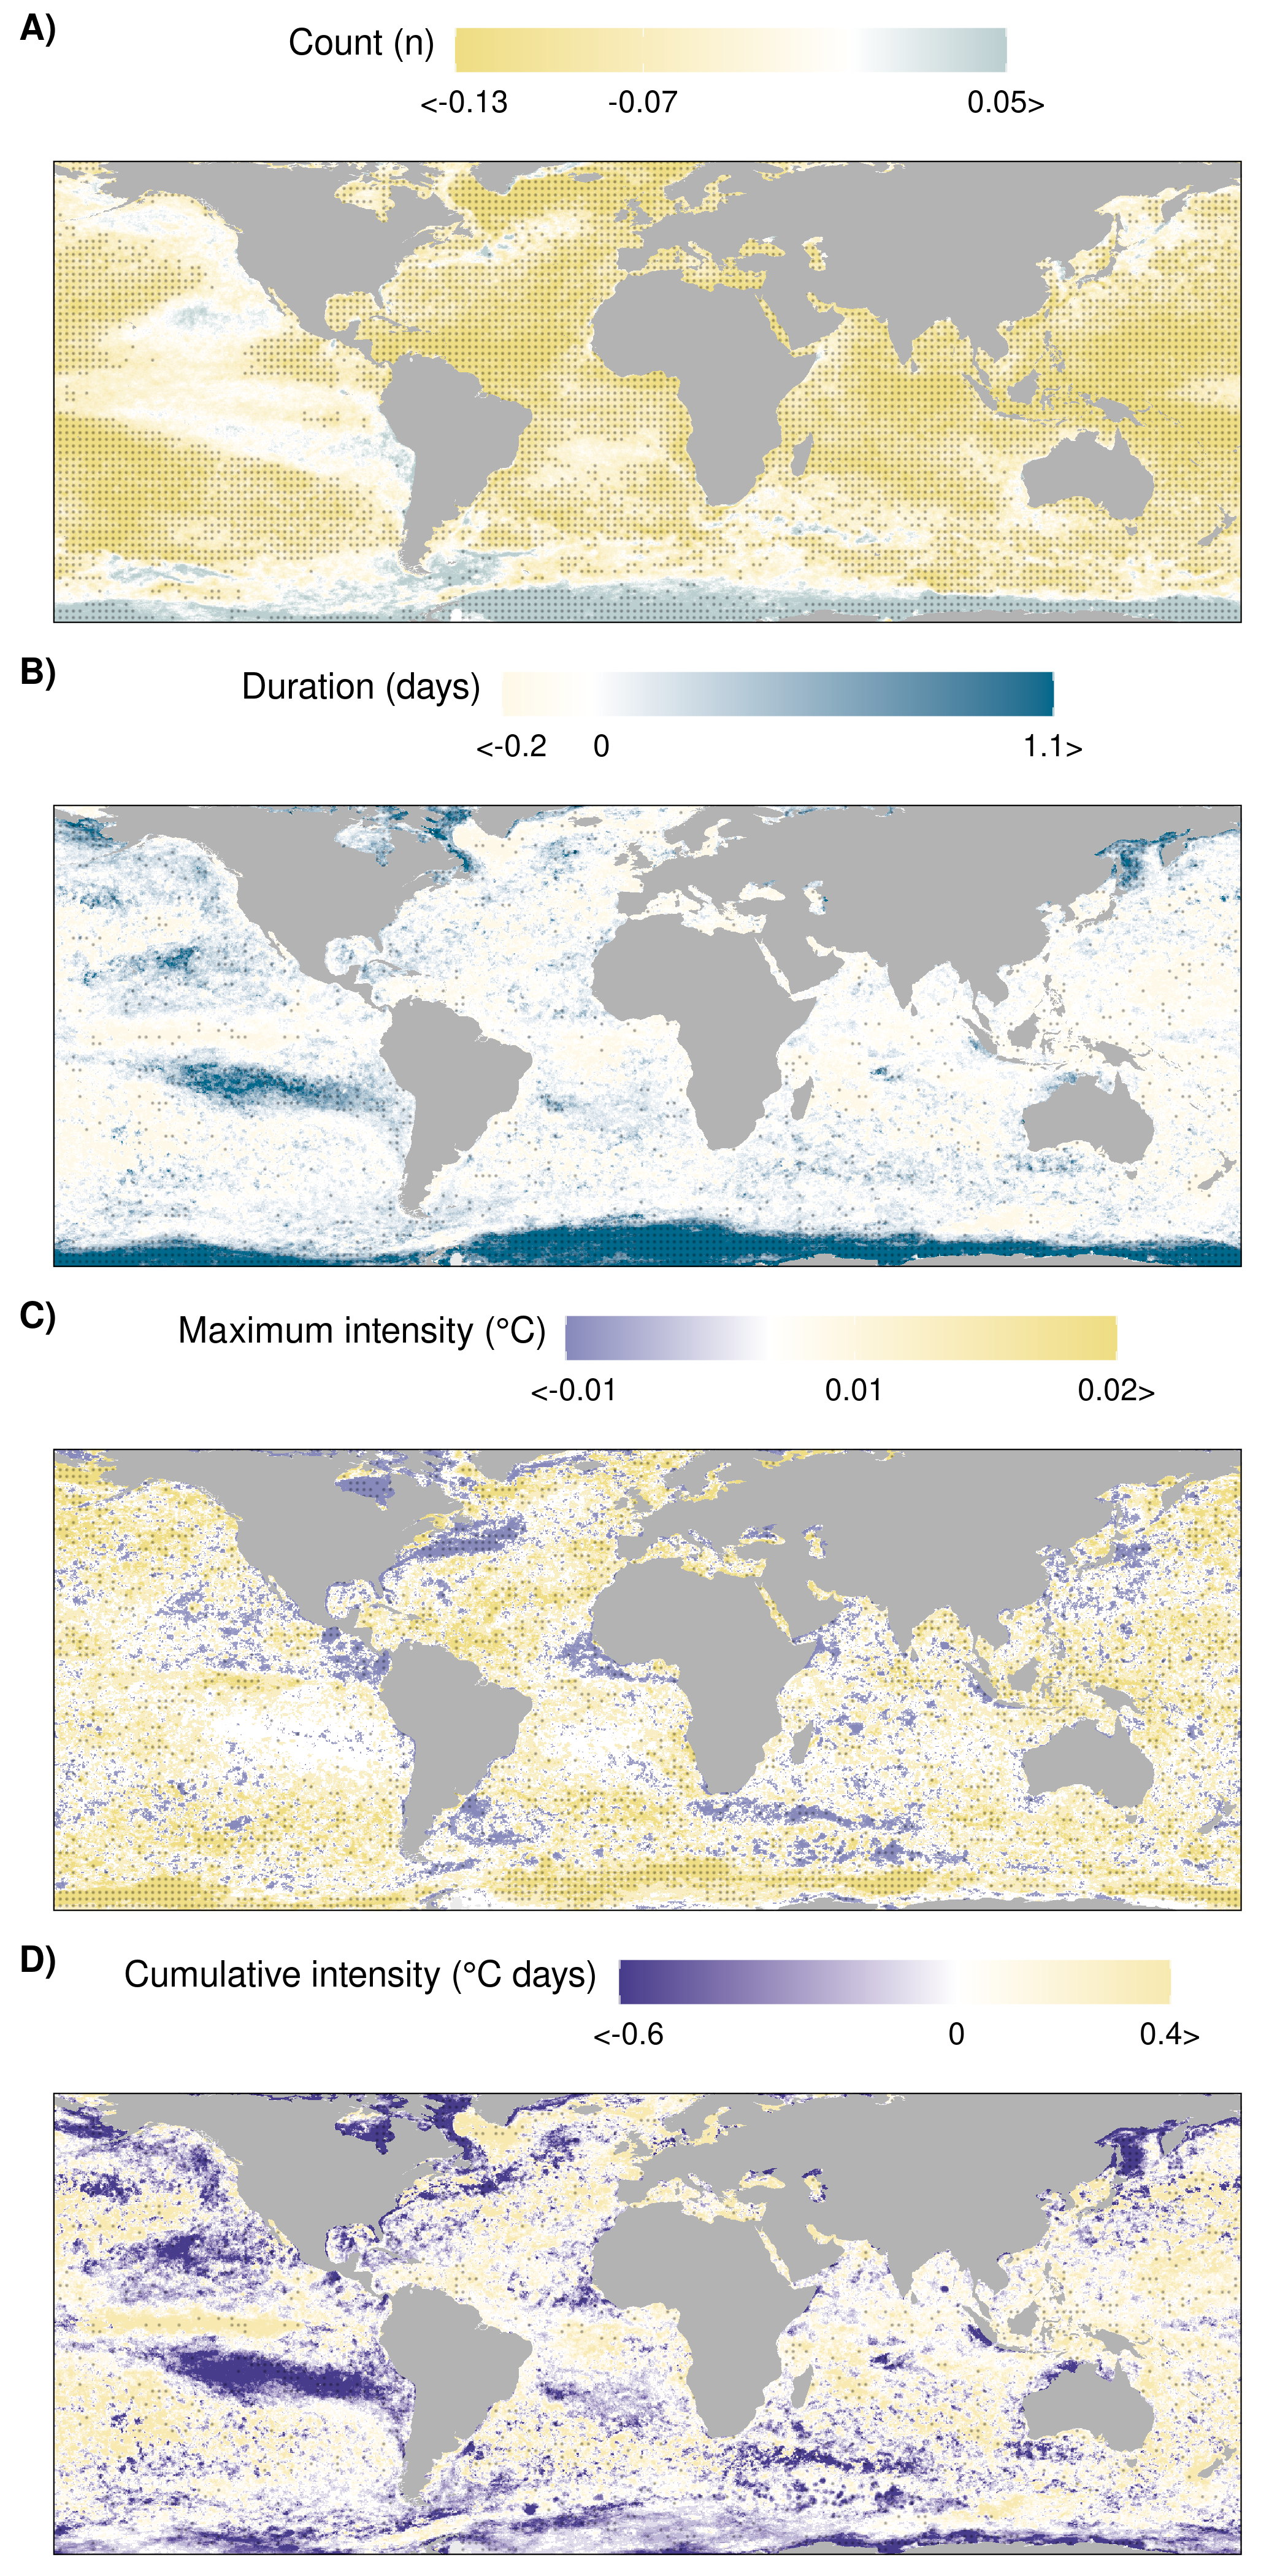 A)
Count (n)
<-0.13 -0.07 0.05>
B)
Duration (days)
<-0.2 0 1.1>
C)
Maximum intensity (°C)
<-0.01 0.01 0.02>
D)
Cumulative intensity (°C days)
<-0.6 0 0.4>